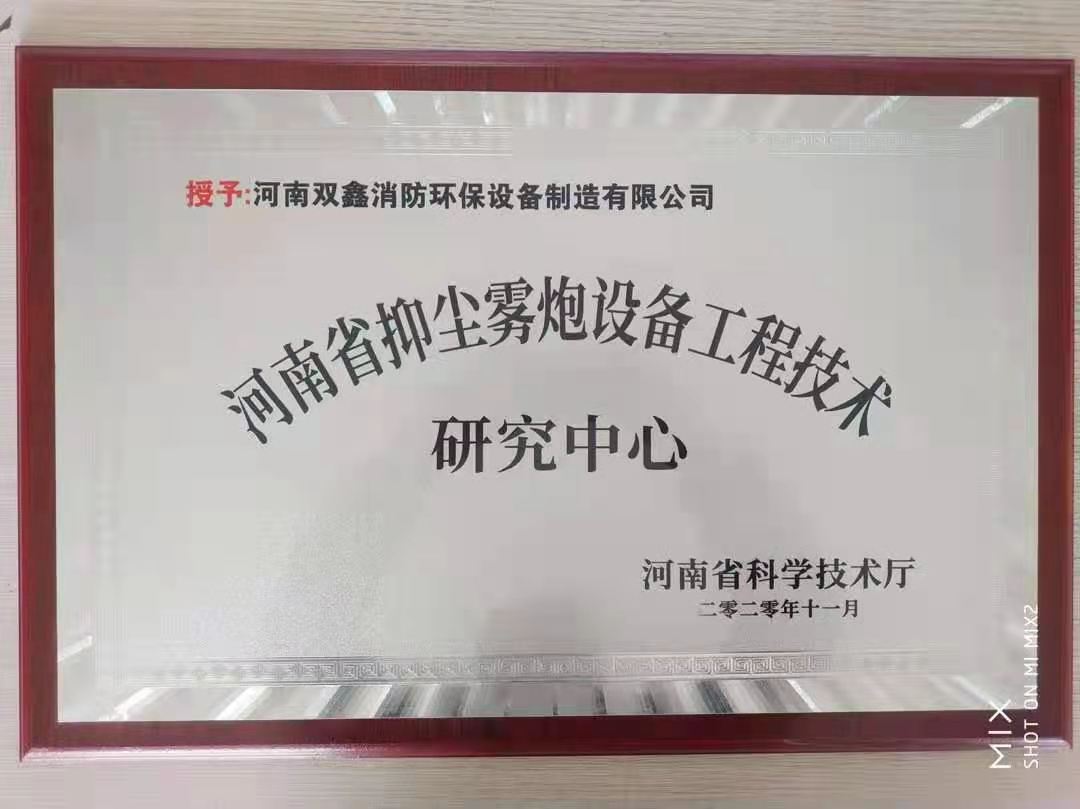 授予:河南双鑫消防环保设备制造有限公司
河南省抑尘雾炮设备工程技术
研究中心
河南省科学技术厅
二零二零年十一月
MIX
SHOT ON MI MIX2